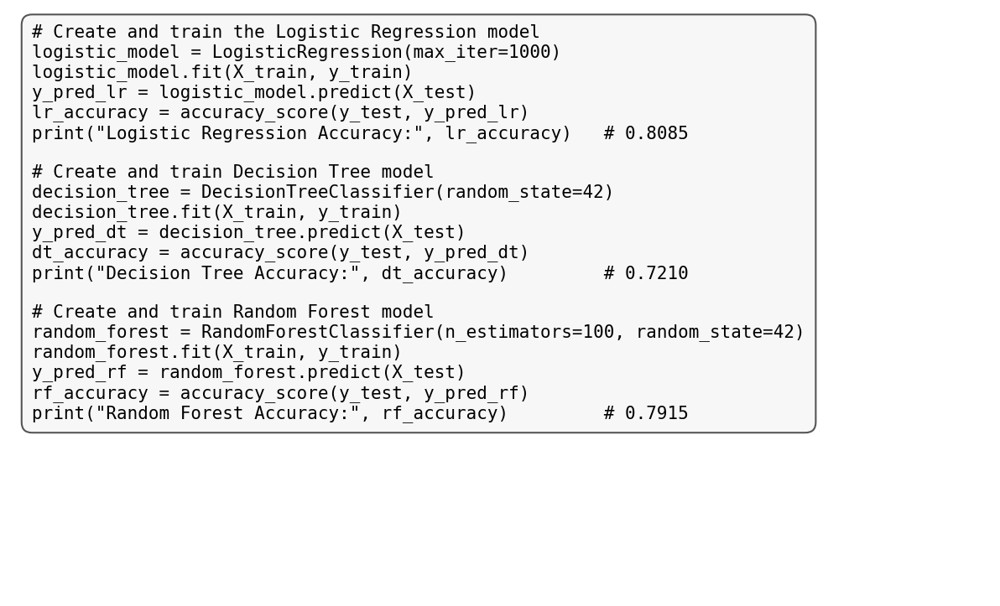 # Create and train the Logistic Regression model
logistic_model = LogisticRegression(max_iter=1000)
logistic_model.fit(X_train, y_train)
y_pred_lr = logistic_model.predict(X_test)
lr_accuracy = accuracy_score(y_test, y_pred_lr)
print("Logistic Regression Accuracy:", lr_accuracy)   # 0.8085

# Create and train Decision Tree model
decision_tree = DecisionTreeClassifier(random_state=42)
decision_tree.fit(X_train, y_train)
y_pred_dt = decision_tree.predict(X_test)
dt_accuracy = accuracy_score(y_test, y_pred_dt)
print("Decision Tree Accuracy:", dt_accuracy)         # 0.7210

# Create and train Random Forest model
random_forest = RandomForestClassifier(n_estimators=100, random_state=42)
random_forest.fit(X_train, y_train)
y_pred_rf = random_forest.predict(X_test)
rf_accuracy = accuracy_score(y_test, y_pred_rf)
print("Random Forest Accuracy:", rf_accuracy)         # 0.7915